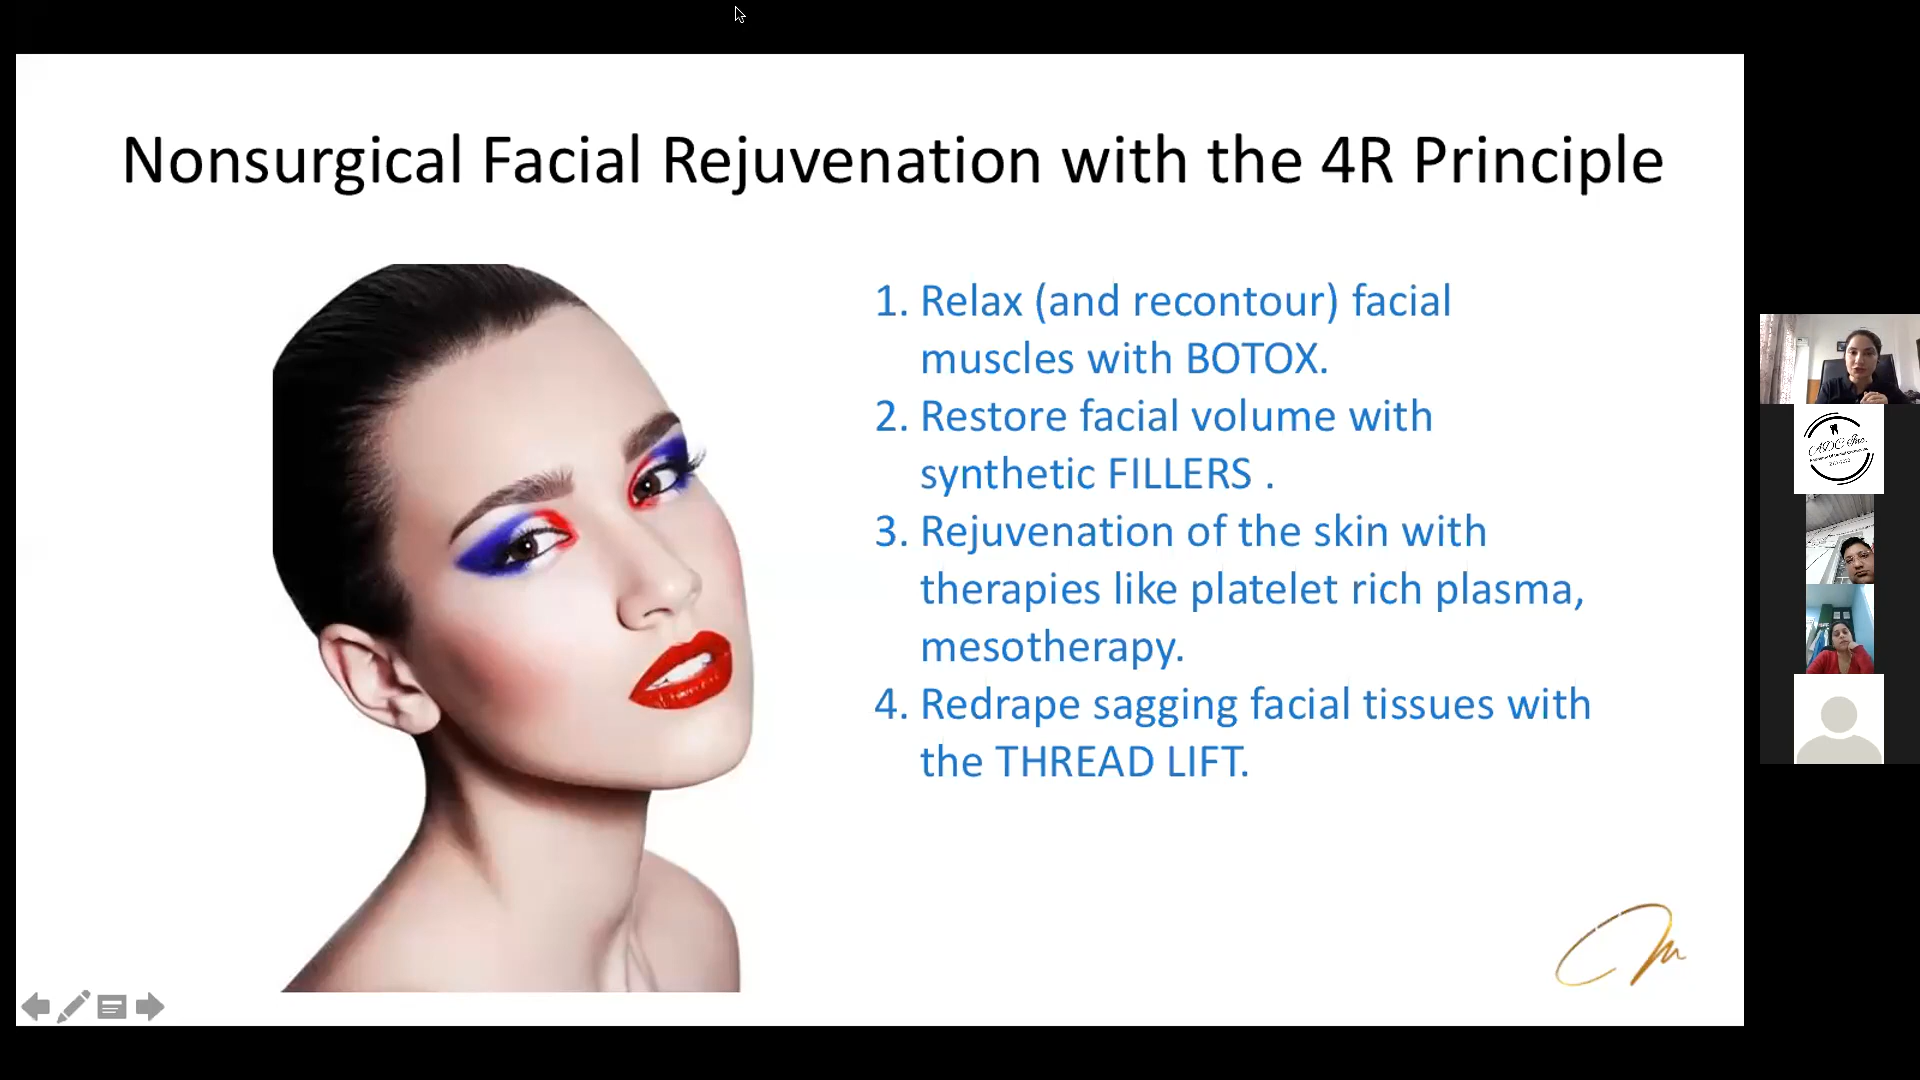 Nonsurgical Facial Rejuvenation with the 4R Principle
1. Relax (and recontour) facial
muscles with BOTOX.
2. Restore facial volume with
synthetic FILLERS .
3. Rejuvenation of the skin with
therapies like platelet rich plasma,
mesotherapy.
4. Redrape sagging facial tissues with
the THREAD LIFT.
ADC Inc.